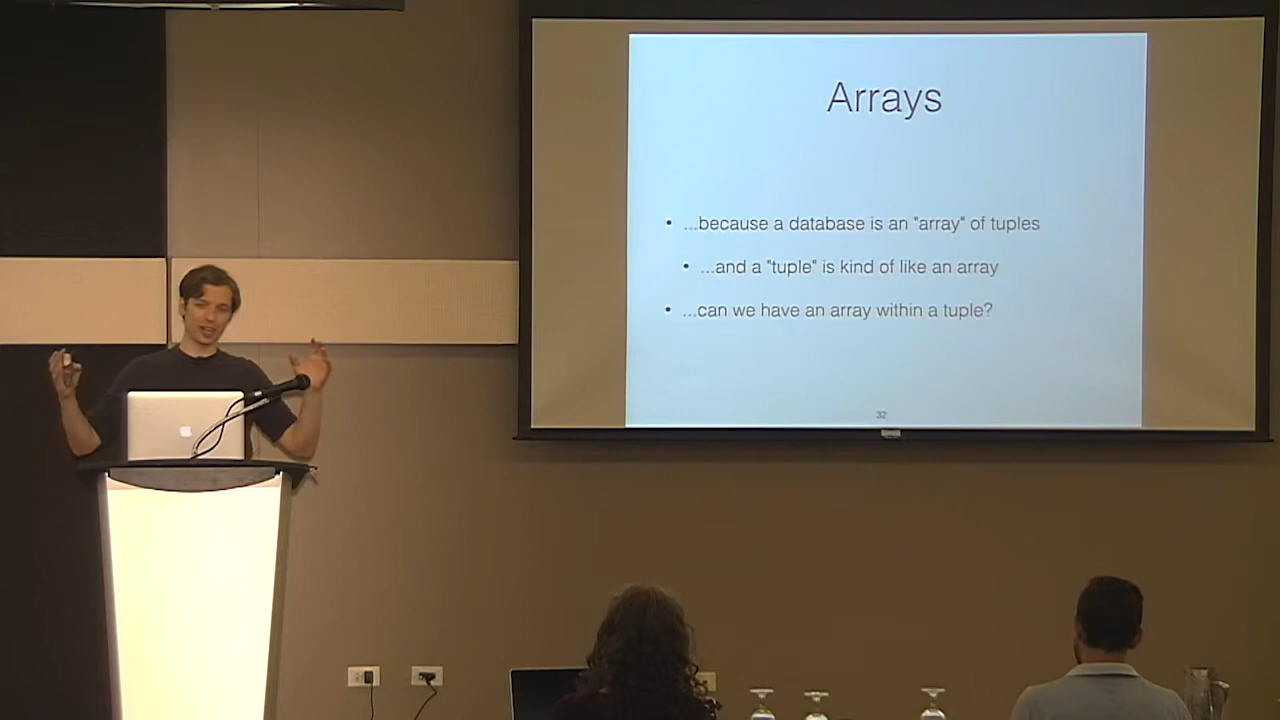 Arrays
• ...because a database is an "array" of tuples
• ...and a "tuple" is kind of like an array
• ...can we have an array within a tuple?
32